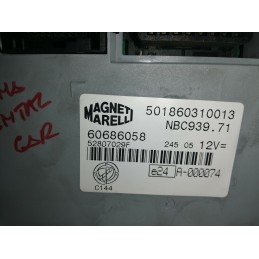 MAGNETI
MARELLI
501860310013
NBC939.71
60686058
52807029F
245 05 12V=
e24 A-000074
C144